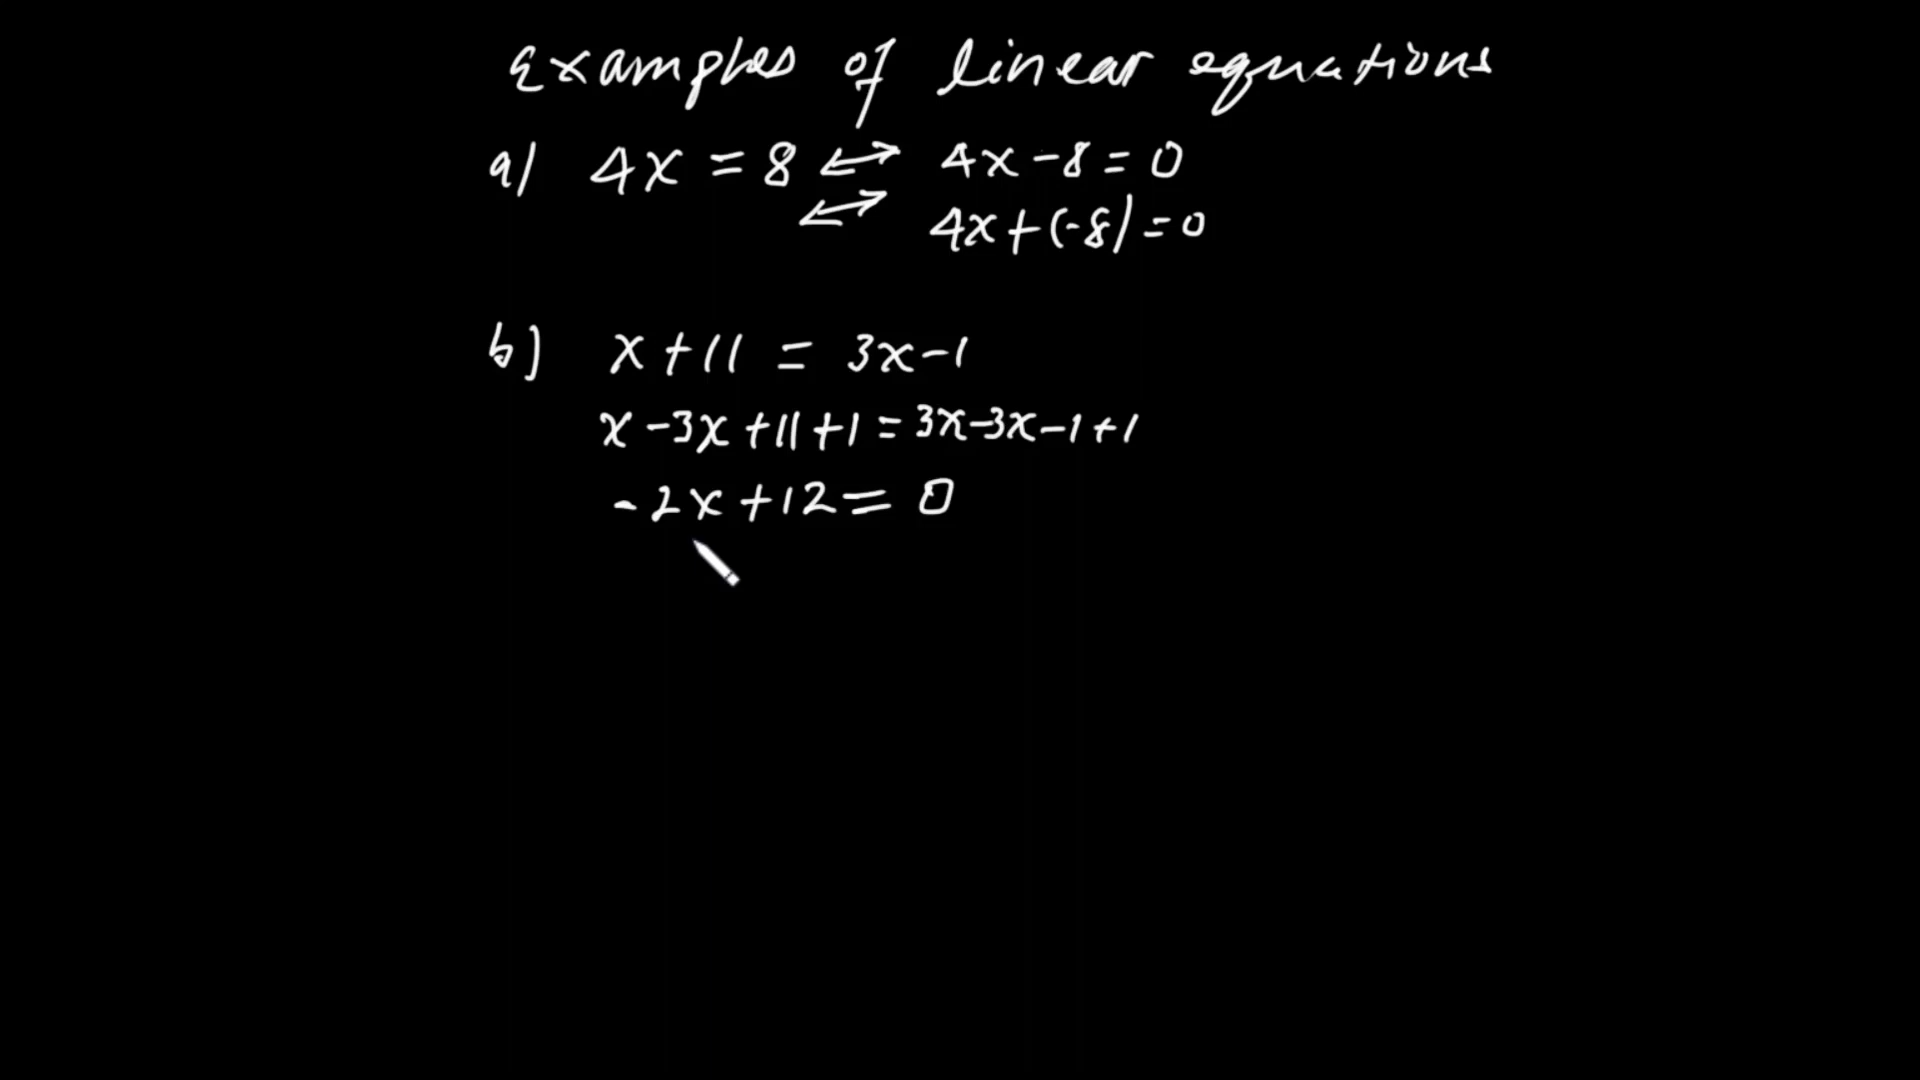 Examples of linear equations
a) 4x = 8 ↔ 4x - 8 = 0
↔ 4x + (-8) = 0
b) x + 11 = 3x - 1
x - 3x + 11 + 1 = 3x - 3x - 1 + 1
-2x + 12 = 0